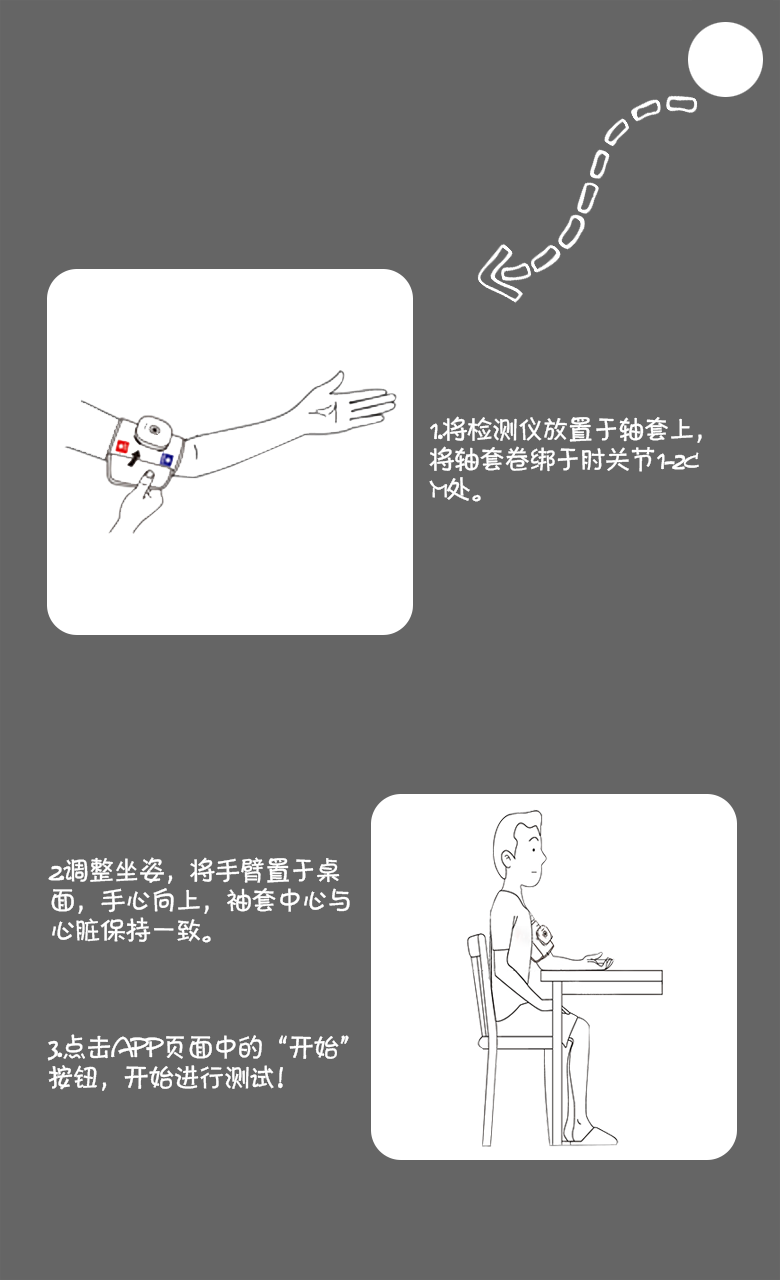 1.将检测仪放置于轴套上，
将轴套卷绑于肘关节1-2C
M处。
2调整坐姿，将手臂置于桌
面，手心向上，袖套中心与
心脏保持一致。
3.点击APP页面中的“开始”
按钮，开始进行测试！